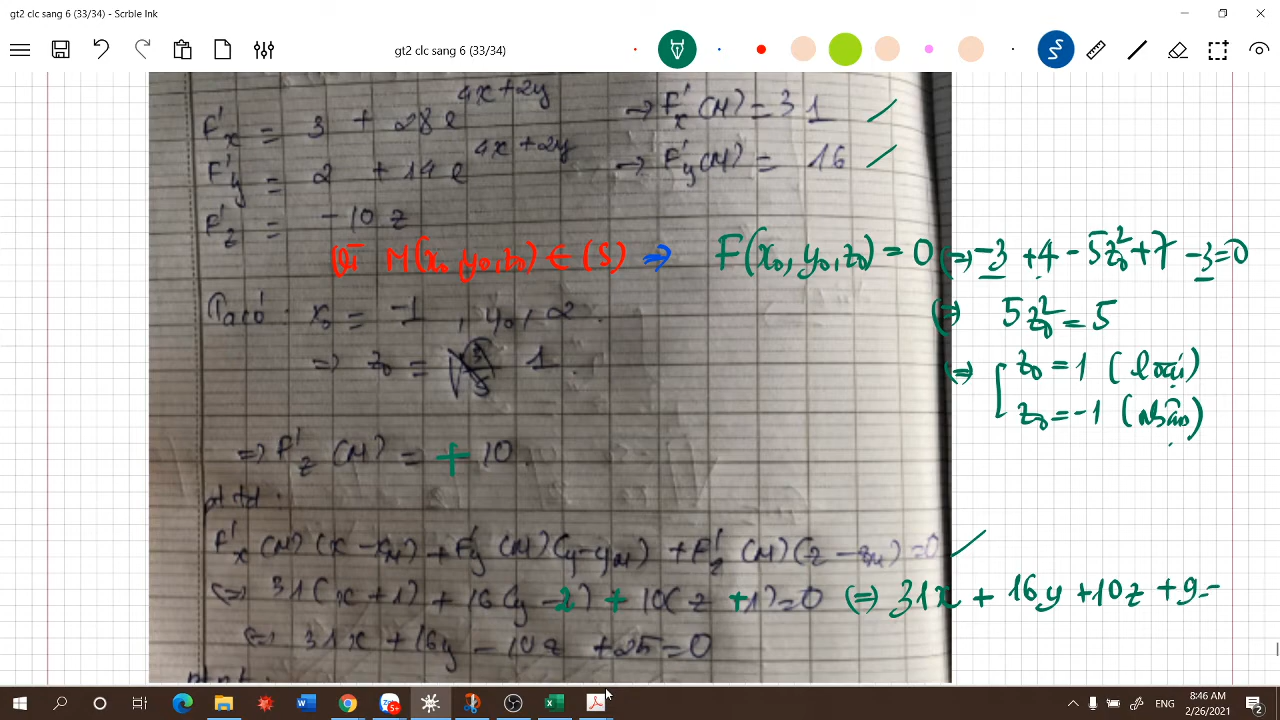 gt2 clc sang 6 (33/34) - Scrble Ink
gt2 clc sang 6 (33/34)
F'x = 3 + 28e^(4x+2y) → F'x (M) = 31
F'y = 2 + 14e^(4x+2y) → F'y (M) = 16
F'z = -10z
Vì M(x₀,y₀,z₀) ∈ (S) ⇒ F(x₀, y₀, z₀) = 0 (=) -3 + 4 - 5z₀² + 7 - 3 = 0
Ta có: x₀ = -1, y₀ = 2.
(=) 5z₀² = 5
=> z₀ = 1.
(=) [ z₀ = 1 (loại)
z₀ = -1 (nhận)
=> F'z (M) = + 10.
pt td:
F'x (M)(x - xM) + F'y (M)(y - yM) + F'z (M)(z - zM) = 0
(=) 31(x + 1) + 16(y - 2) + 10(z + 1) = 0 (=) 31x + 16y + 10z + 9 =
(=) 31x + 16y - 10z + 25 = 0
8:46 AM
2/26/2021